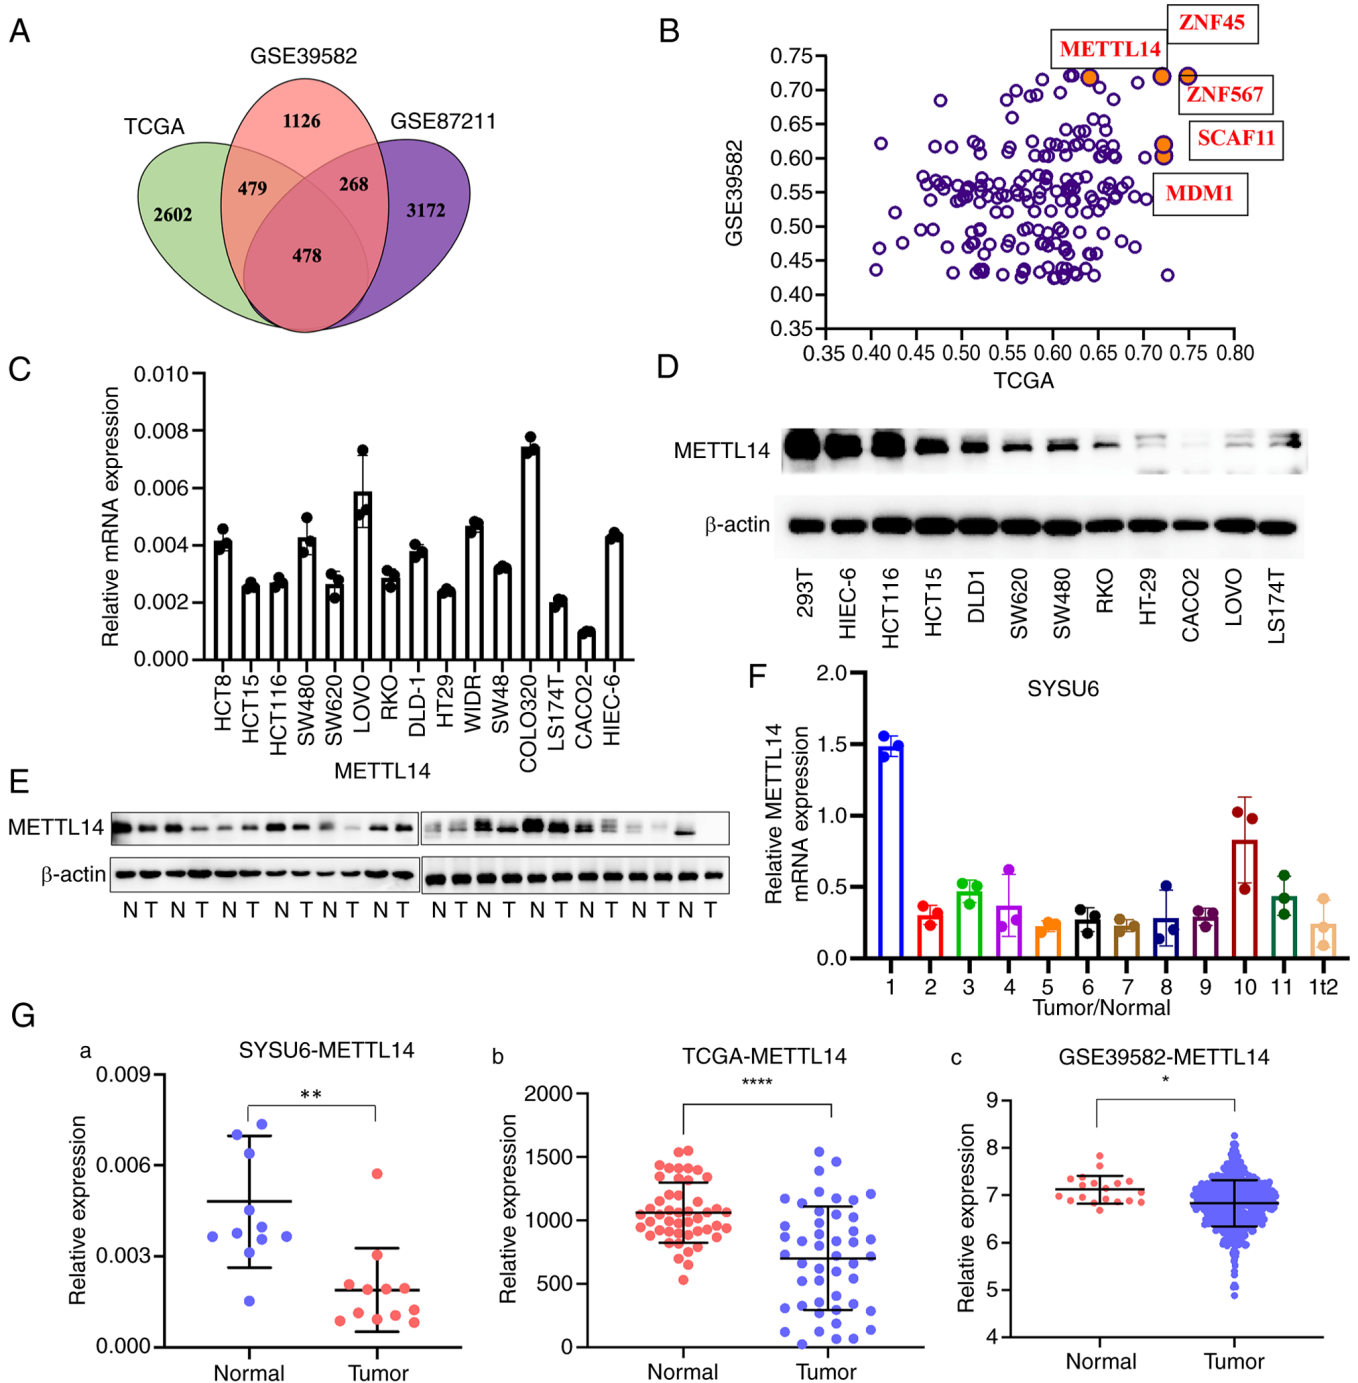 A
GSE39582
TCGA
GSE87211
1126
479
268
2602
3172
478
B
ZNF45
METTL14
ZNF567
SCAF11
MDM1
GSE39582
0.75
0.70
0.65
0.60
0.55
0.50
0.45
0.40
0.35
0.35 0.40 0.45 0.50 0.55 0.60 0.65 0.70 0.75 0.80
TCGA
C
Relative mRNA expression
0.010
0.008
0.006
0.004
0.002
0.000
HCT8 HCT15 HCT116 SW480 SW620 LOVO RKO DLD-1 HT29 WIDR SW48 COLO320 LS174T CACO2 HIEC-6
METTL14
D
METTL14
β-actin
293T HIEC-6 HCT116 HCT15 DLD1 SW620 SW480 RKO HT-29 CACO2 LOVO LS174T
E
METTL14
β-actin
N T N T N T N T N T N T N T N T N T N T N T N T
F
SYSU6
Relative METTL14
mRNA expression
2.0
1.5
1.0
0.5
0.0
1 2 3 4 5 6 7 8 9 10 11 1t2
Tumor/Normal
G
a
SYSU6-METTL14
**
Relative expression
0.009
0.006
0.003
0.000
Normal Tumor
b
TCGA-METTL14
****
Relative expression
2000
1500
1000
500
0
Normal Tumor
c
GSE39582-METTL14
*
Relative expression
9
8
7
6
5
4
Normal Tumor